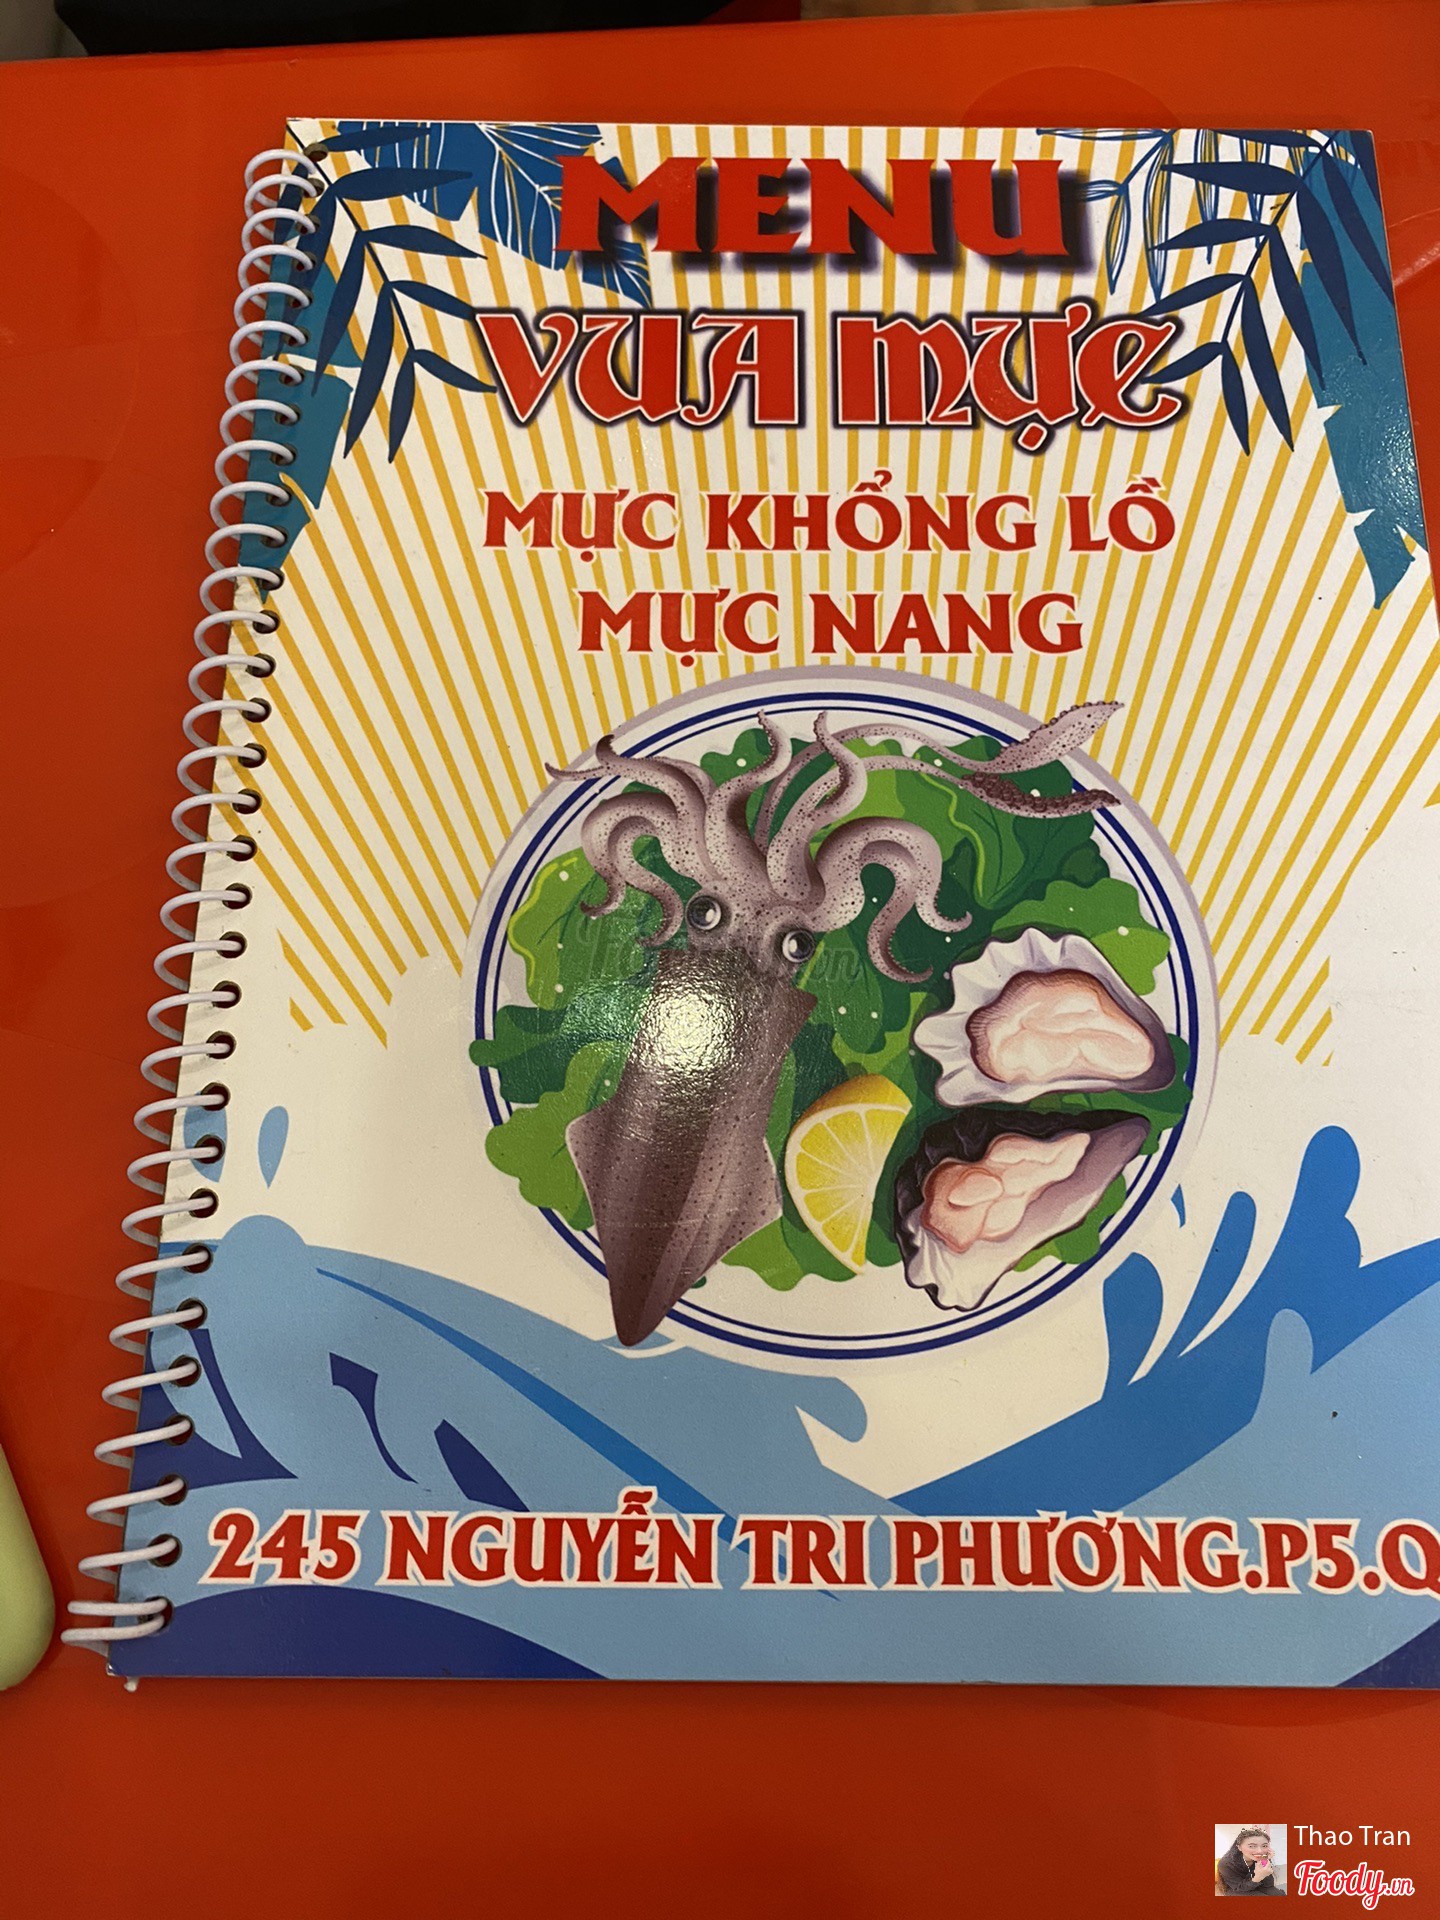 MENU
VUA MỰC
MỰC KHỔNG LỒ
MỰC NANG
245 NGUYỄN TRI PHƯƠNG.P5.Q
Thao Tran
Foody.vn